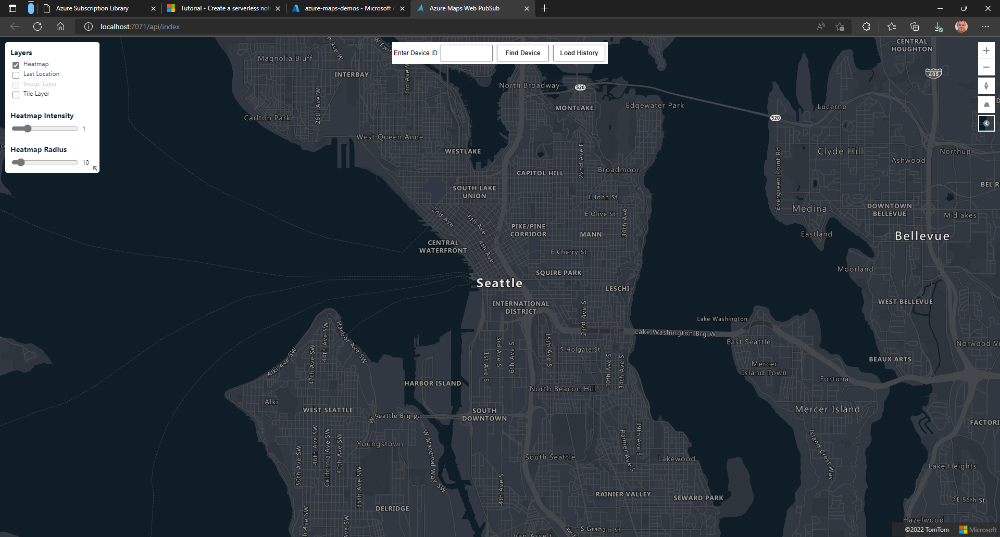 Azure Subscription Library
Tutorial - Create a serverless not
azure-maps-demos - Microsoft A
Azure Maps Web PubSub
localhost:7071/api/index
Layers
Heatmap
Last Location
Image Layer
Tile Layer
Heatmap Intensity
1
Heatmap Radius
10
Enter Device ID
Find Device
Load History
CENTRAL
HOUGHTON
Magnolia Bluff
INTERBAY
3rd Ave W
North Broadway
520
405
26th Ave W
MONTLAKE
Edgewater Park
Lucerne
Carlton Park
520
West Queen Anne
WESTLAKE
22nd Ave E
Clyde Hill
Northup
Evergreen Point Rd
Ashwood
CAPITOL HILL
Broadmoor
BEL R
SOUTH LAKE
UNION
E John St
2nd Ave
6th Ave
E Olive St
34th Ave
Medina
DOWNTOWN
BELLEVUE
Midlakes
PIKE/PINE
CORRIDOR
MANN
Eastland
Bellevue
CENTRAL
WATERFRONT
4th Ave
E Cherry St
SQUIRE PARK
Moorland
Seattle
LESCHI
INTERNATIONAL
DISTRICT
WEST BELLEVUE
23rd Ave S
Lake Washington
Lake Washington Brg W
East Seattle
Harbor Ave SW
44th Ave SW
Alki Ave SW
47th Ave SW
3rd Ave S
6th Ave S
1st Ave S
15th Ave S
S Holgate St
30th Ave S
34th Ave S
Norwood Vi
BEAUX ARTS
Mercer
Island Town
Fortuna
HARBOR ISLAND
North Beacon Hill
Alki
WEST SEATTLE
W Seattle Brg W
SOUTH
DOWNTOWN
Mercer Island
FACTORI
46th Ave SW
California Ave SW
40th Ave SW
50th Ave SW
Youngstown
W Marginal Way SW
39th Ave S
Rainier Ave S
Island Crest Way
South Seattle
Lakewood
Lake Heights
35th Ave SW
4th Ave S
RAINIER VALLEY
SEWARD PARK
SE 56th St
DELRIDGE
Hazelwood
S Graham St
Van Asselt
©2022 TomTom
Microsoft